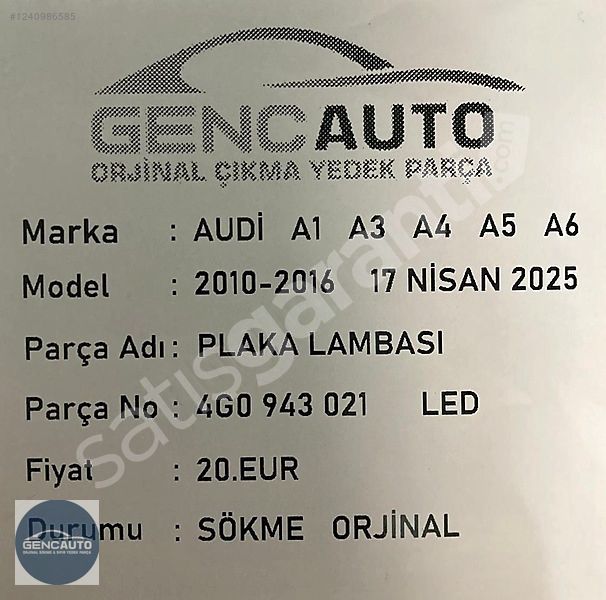 #1240986585
GENCAUTO
ORJİNAL ÇIKMA YEDEK PARÇA
Marka : AUDİ A1 A3 A4 A5 A6
Model : 2010-2016 17 NİSAN 2025
Parça Adı : PLAKA LAMBASI
Parça No : 4G0 943 021 LED
Fiyat : 20.EUR
Durumu : SÖKME ORJİNAL
satisgaranti.com
GENCAUTO